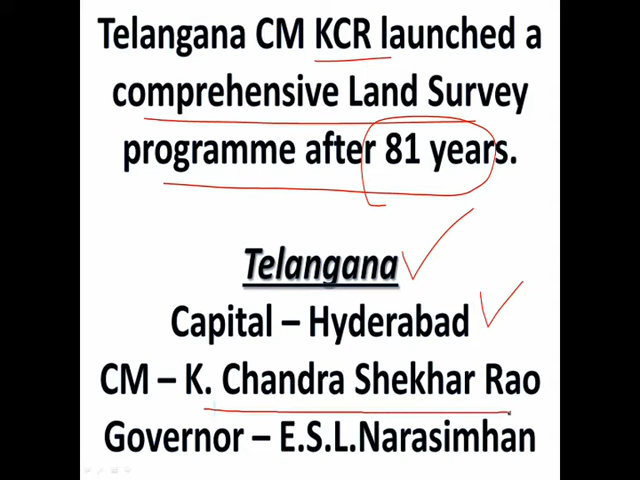 Telangana CM KCR launched a
comprehensive Land Survey
programme after 81 years.
Telangana
Capital – Hyderabad
CM – K. Chandra Shekhar Rao
Governor – E.S.L.Narasimhan